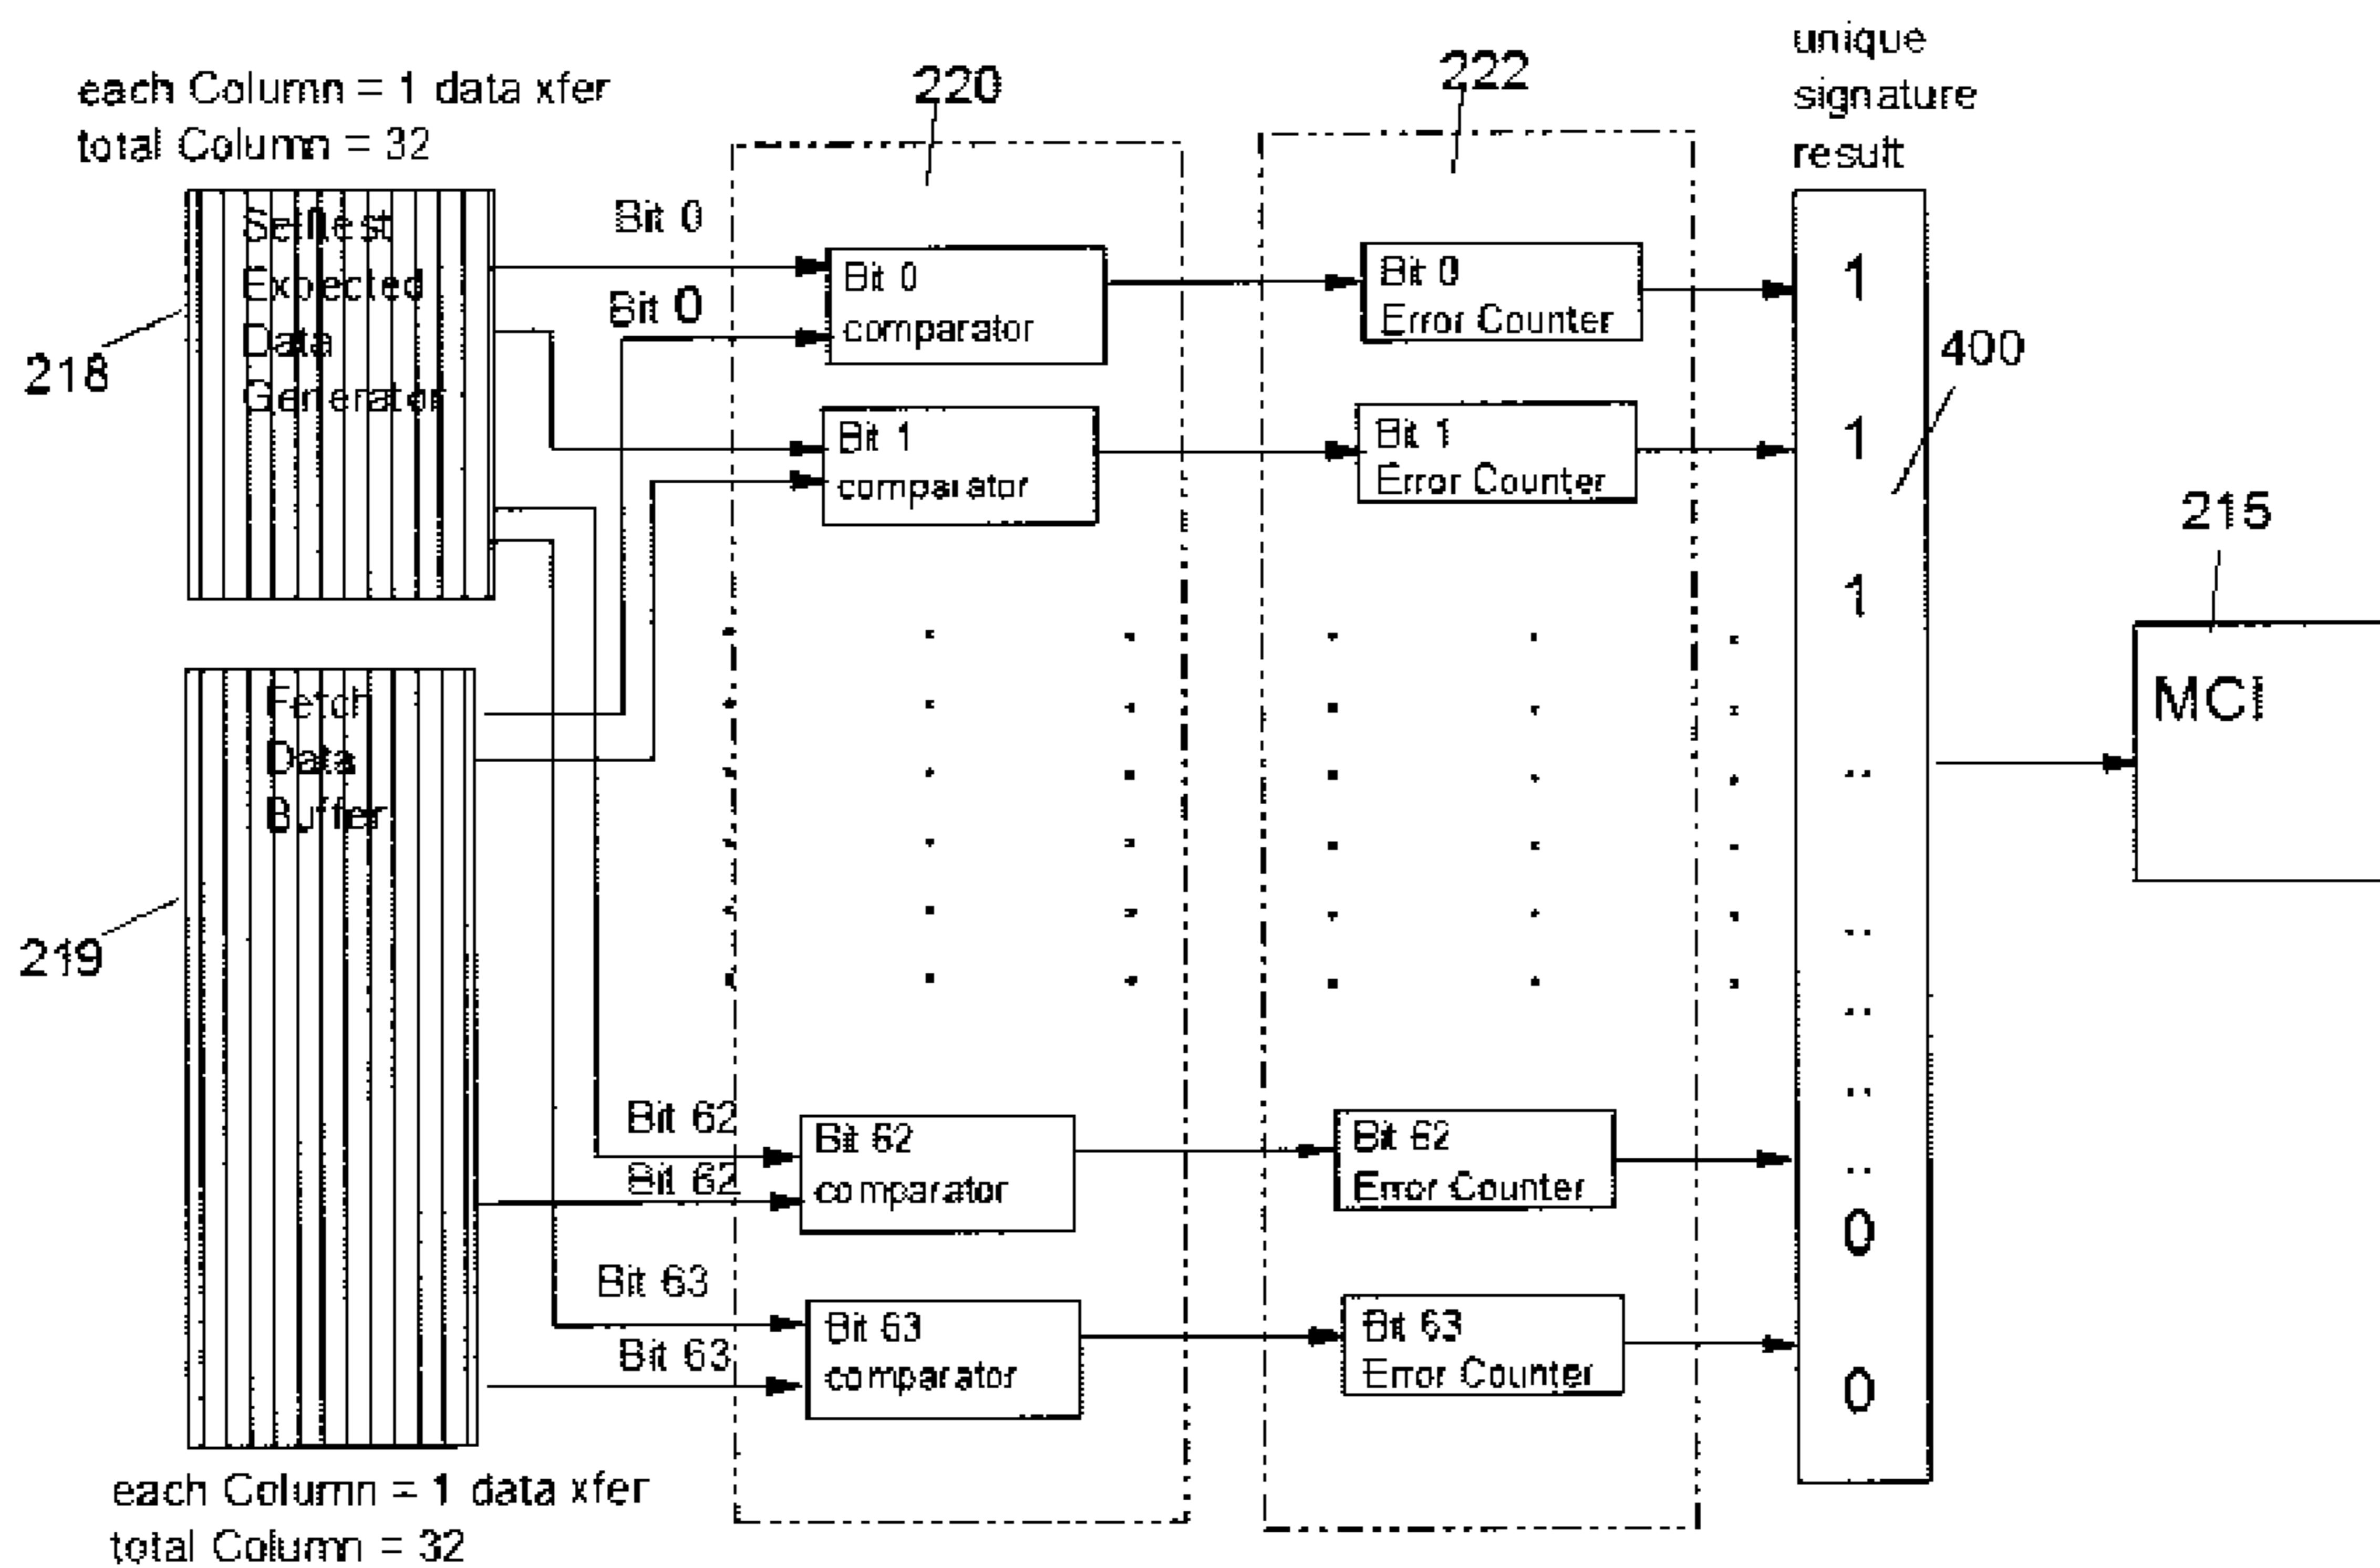 unique
signature
result
each Column = 1 data xfer
total Column = 32
220
222
Selftest
Expected
Data
Generator
218
Bit 0
Bit 0
Bit 0
comparator
Bit 0
Error Counter
1
400
Bit 1
comparator
Bit 1
Error Counter
1
215
1
MCI
Fetch
Data
Buffer
..
219
..
..
..
..
Bit 62
Bit 62
Bit 62
comparator
Bit 62
Error Counter
0
Bit 63
Bit 63
Bit 63
comparator
Bit 63
Error Counter
0
each Column = 1 data xfer
total Column = 32